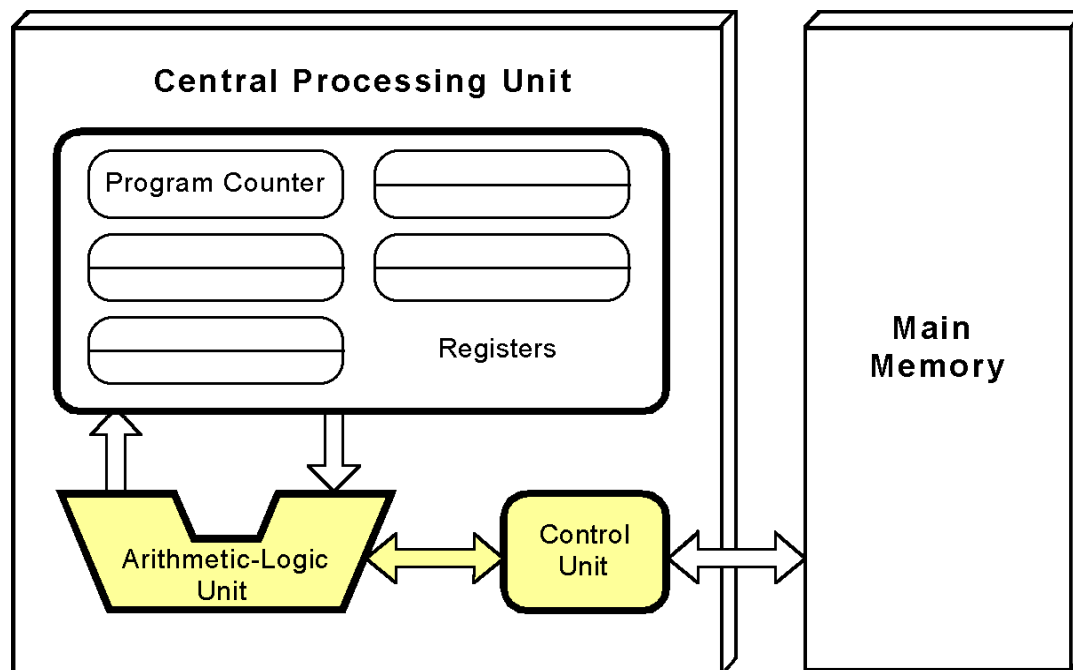 Central Processing Unit
Program Counter
Registers
Main
Memory
Arithmetic-Logic
Unit
Control
Unit